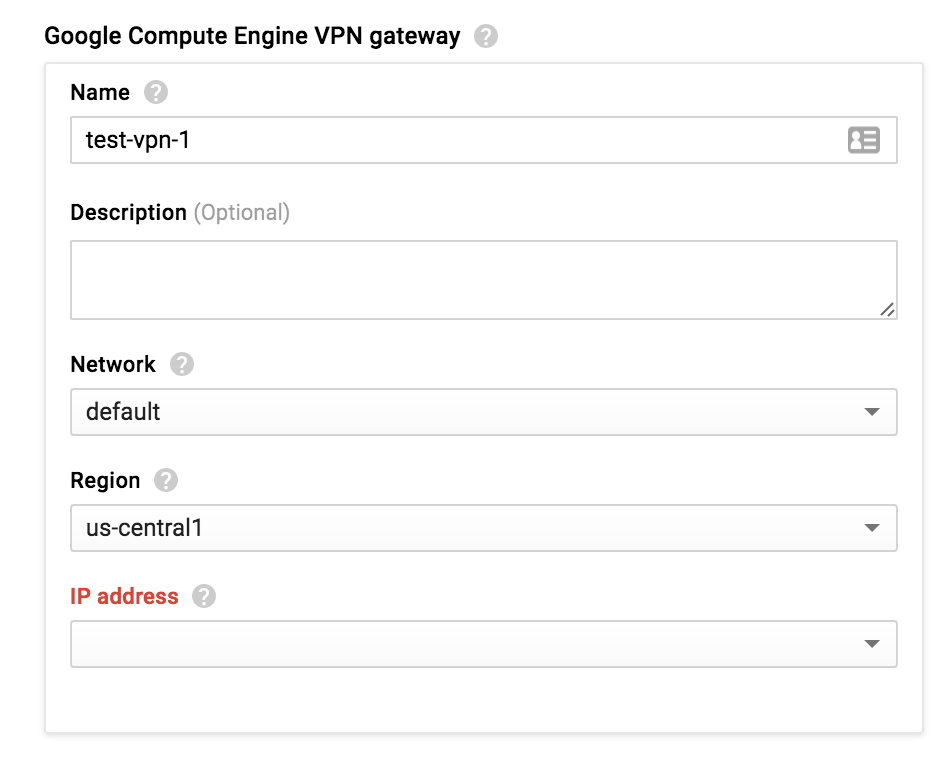 Google Compute Engine VPN gateway ?
Name ?
test-vpn-1
Description (Optional)
Network ?
default
Region ?
us-central1
IP address ?